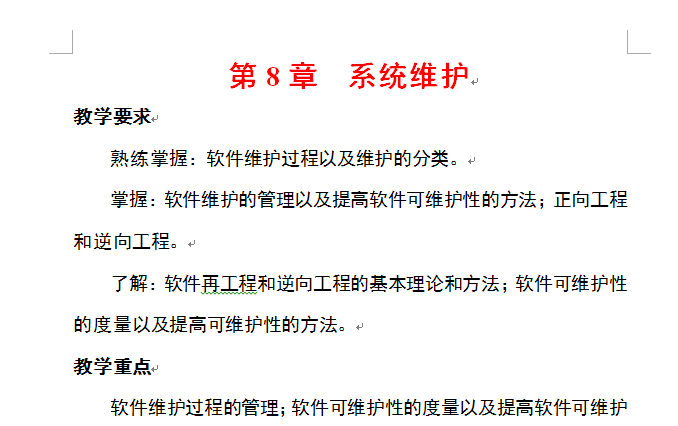 第 8 章　系统维护
教学要求
熟练掌握：软件维护过程以及维护的分类。
掌握：软件维护的管理以及提高软件可维护性的方法；正向工程
和逆向工程。
了解：软件再工程和逆向工程的基本理论和方法；软件可维护性
的度量以及提高可维护性的方法。
教学重点
软件维护过程的管理；软件可维护性的度量以及提高软件可维护